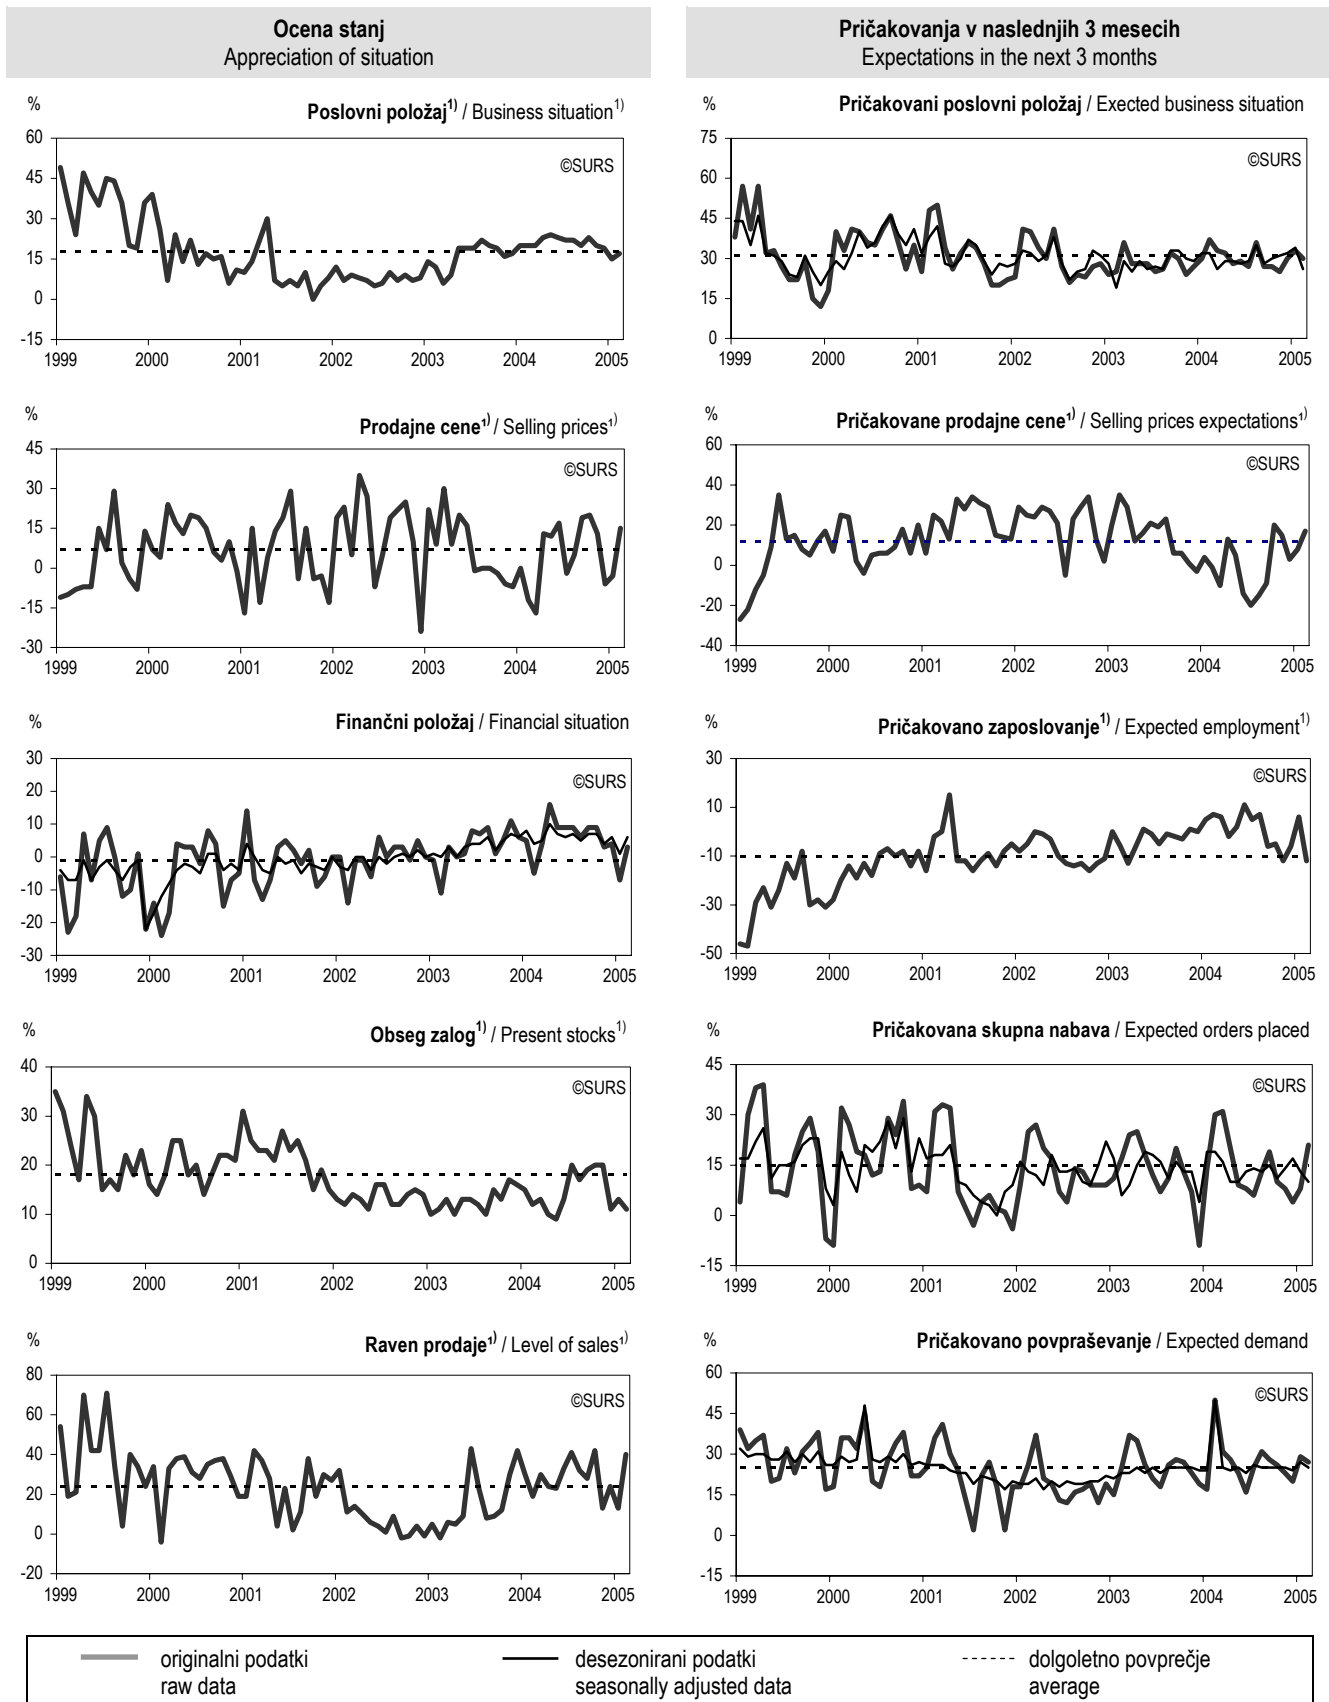 Ocena stanj
Appreciation of situation
Pričakovanja v naslednjih 3 mesecih
Expectations in the next 3 months
%
Poslovni položaj¹⁾ / Business situation¹⁾
60
45
30
15
0
-15
©SURS
1999 2000 2001 2002 2003 2004 2005
%
Pričakovani poslovni položaj / Exected business situation
75
60
45
30
15
0
©SURS
1999 2000 2001 2002 2003 2004 2005
%
Prodajne cene¹⁾ / Selling prices¹⁾
45
30
15
0
-15
-30
©SURS
1999 2000 2001 2002 2003 2004 2005
%
Pričakovane prodajne cene¹⁾ / Selling prices expectations¹⁾
60
40
20
0
-20
-40
©SURS
1999 2000 2001 2002 2003 2004 2005
%
Finančni položaj / Financial situation
30
20
10
0
-10
-20
-30
©SURS
1999 2000 2001 2002 2003 2004 2005
%
Pričakovano zaposlovanje¹⁾ / Expected employment¹⁾
30
10
-10
-30
-50
©SURS
1999 2000 2001 2002 2003 2004 2005
%
Obseg zalog¹⁾ / Present stocks¹⁾
40
30
20
10
0
©SURS
1999 2000 2001 2002 2003 2004 2005
%
Pričakovana skupna nabava / Expected orders placed
45
30
15
0
-15
©SURS
1999 2000 2001 2002 2003 2004 2005
%
Raven prodaje¹⁾ / Level of sales¹⁾
80
60
40
20
0
-20
©SURS
1999 2000 2001 2002 2003 2004 2005
%
Pričakovano povpraševanje / Expected demand
60
45
30
15
0
-15
©SURS
1999 2000 2001 2002 2003 2004 2005
originalni podatki
raw data
desezonirani podatki
seasonally adjusted data
dolgoletno povprečje
average